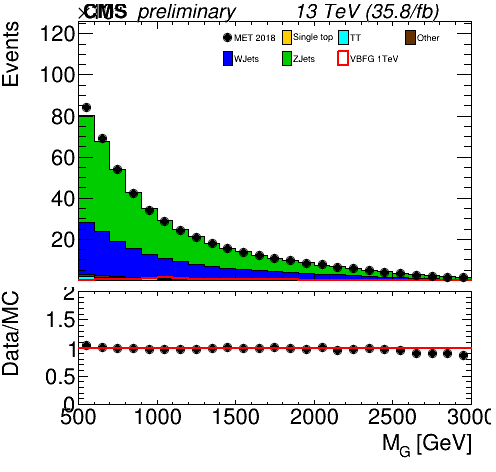 CMS preliminary 13 TeV (35.8/fb)
Events
120
100
80
60
40
20
MET 2018 Single top TT Other
WJets ZJets VBFG 1TeV
Data/MC
2
1.5
1
0.5
0
500 1000 1500 2000 2500 3000
M_G [GeV]